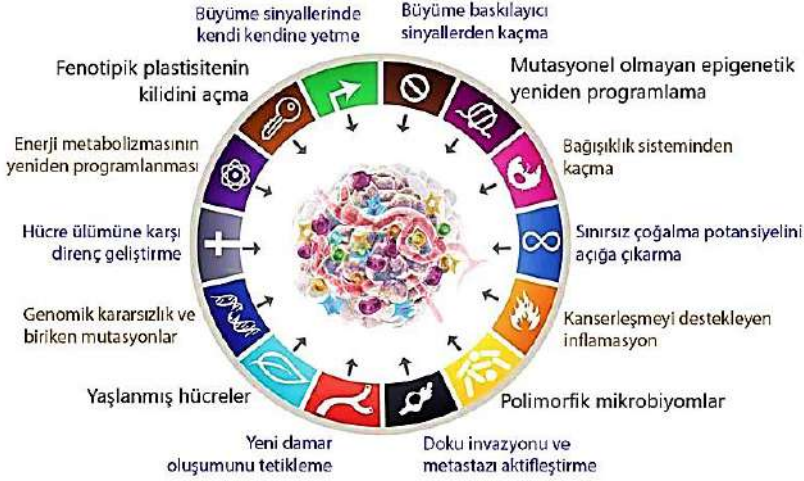 Büyüme sinyallerinde
kendi kendine yetme
Büyüme baskılayıcı
sinyallerden kaçma
Fenotipik plastisitenin
kilidini açma
Mutasyonel olmayan epigenetik
yeniden programlama
Enerji metabolizmasının
yeniden programlanması
Bağışıklık sisteminden
kaçma
Hücre ülümüne karşı
direnç geliştirme
Sınırsız çoğalma potansiyelini
açığa çıkarma
Genomik kararsızlık ve
biriken mutasyonlar
Kanserleşmeyi destekleyen
inflamasyon
Yaşlanmış hücreler
Polimorfik mikrobiyomlar
Yeni damar
oluşumunu tetikleme
Doku invazyonu ve
metastazı aktifleştirme